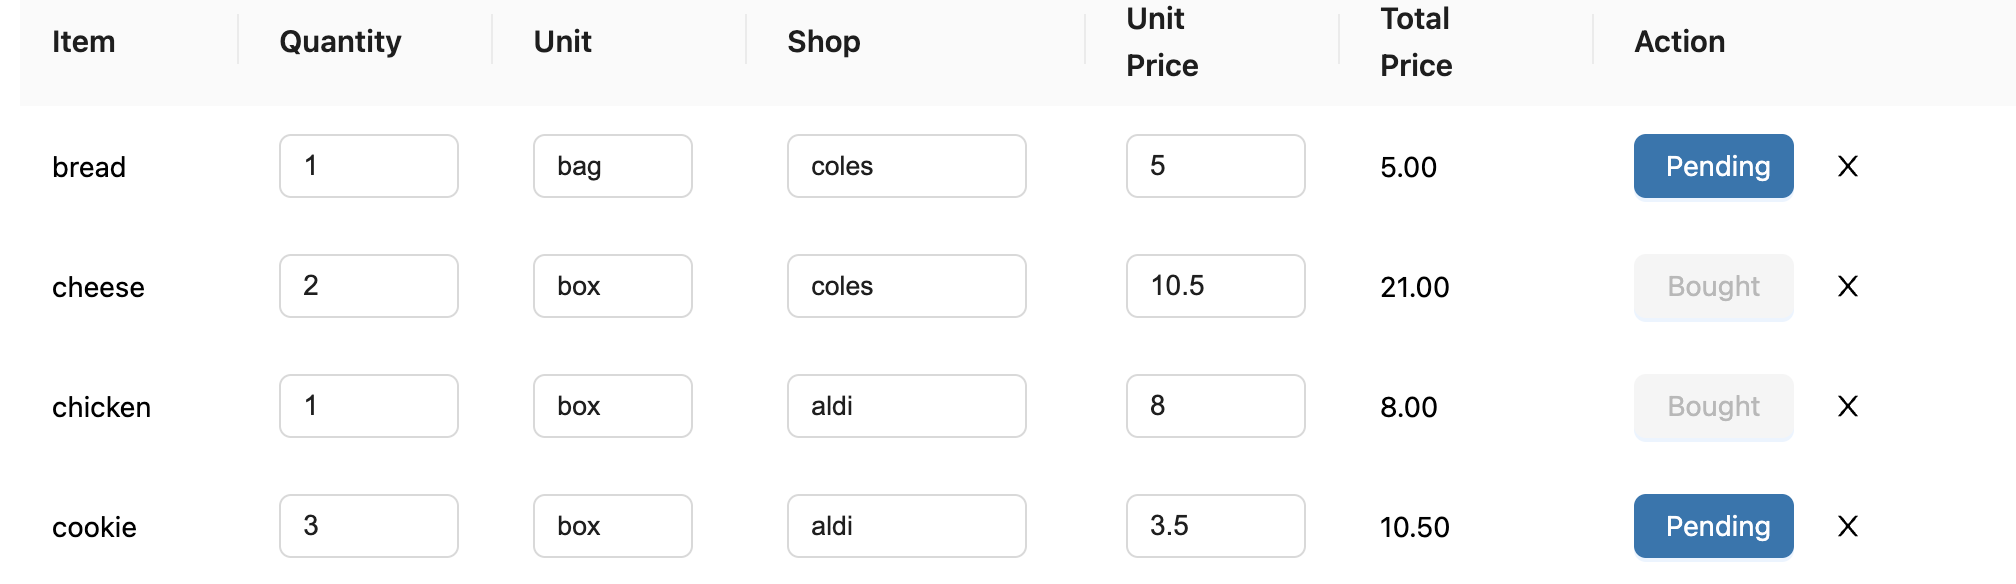 Item Quantity Unit Shop Unit Price Total Price Action
bread 1 bag coles 5 5.00 Pending X
cheese 2 box coles 10.5 21.00 Bought X
chicken 1 box aldi 8 8.00 Bought X
cookie 3 box aldi 3.5 10.50 Pending X